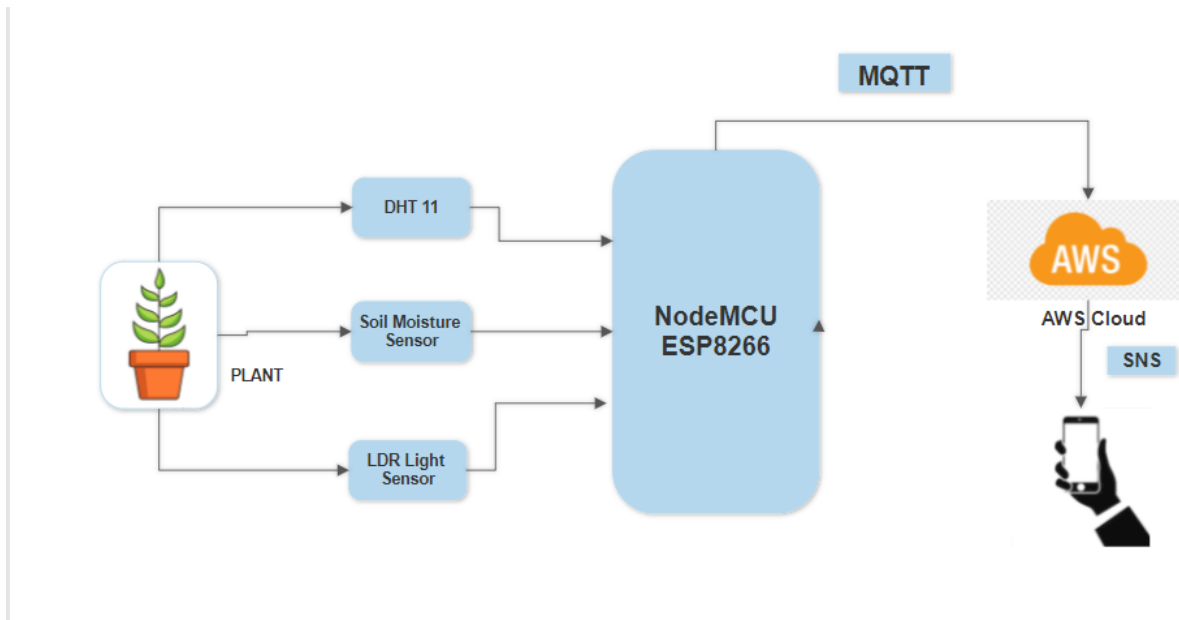 MQTT
DHT 11
AWS
Soil Moisture
Sensor
NodeMCU
ESP8266
AWS Cloud
SNS
PLANT
LDR Light
Sensor